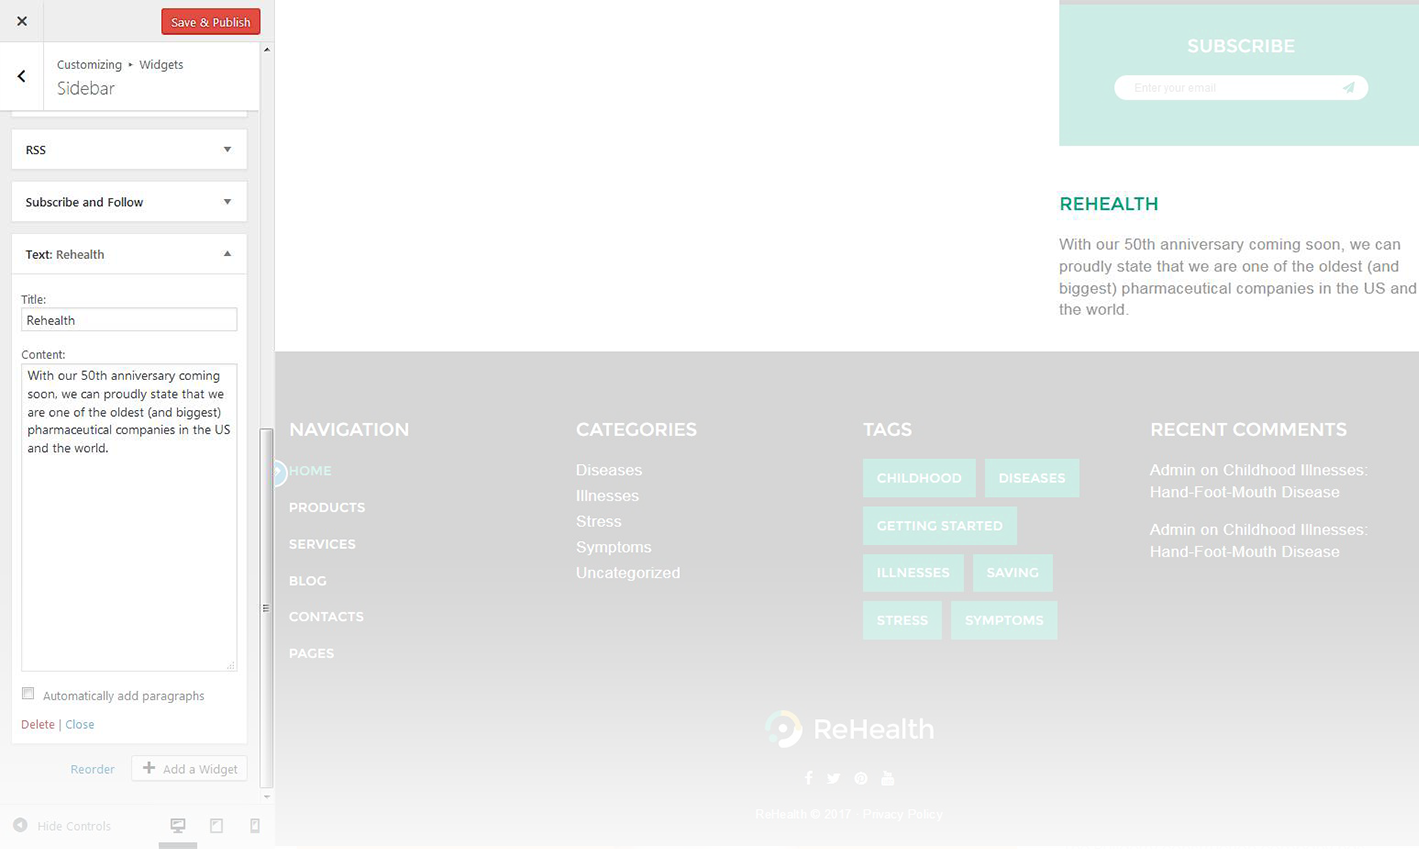 Save & Publish
Customizing ▸ Widgets
Sidebar
RSS
Subscribe and Follow
Text: Rehealth
Title:
Rehealth
Content:
With our 50th anniversary coming
soon, we can proudly state that we
are one of the oldest (and biggest)
pharmaceutical companies in the US
and the world.
Automatically add paragraphs
Delete | Close
Reorder
Add a Widget
Hide Controls
SUBSCRIBE
Enter your email
REHEALTH
With our 50th anniversary coming soon, we can
proudly state that we are one of the oldest (and
biggest) pharmaceutical companies in the US and
the world.
NAVIGATION
HOME
PRODUCTS
SERVICES
BLOG
CONTACTS
PAGES
CATEGORIES
Diseases
Illnesses
Stress
Symptoms
Uncategorized
TAGS
CHILDHOOD
DISEASES
GETTING STARTED
ILLNESSES
SAVING
STRESS
SYMPTOMS
RECENT COMMENTS
Admin on Childhood Illnesses:
Hand-Foot-Mouth Disease
Admin on Childhood Illnesses:
Hand-Foot-Mouth Disease
ReHealth
ReHealth © 2017 · Privacy Policy